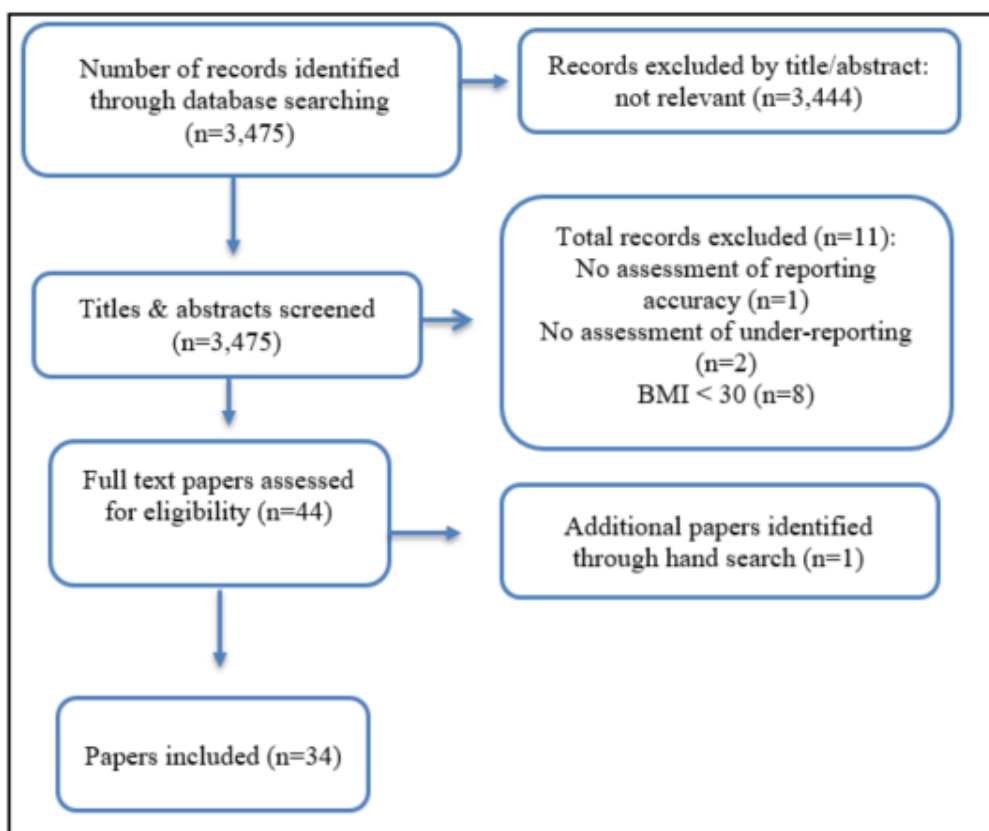 Number of records identified
through database searching
(n=3,475)
Records excluded by title/abstract:
not relevant (n=3,444)
Titles & abstracts screened
(n=3,475)
Total records excluded (n=11):
No assessment of reporting
accuracy (n=1)
No assessment of under-reporting
(n=2)
BMI < 30 (n=8)
Full text papers assessed
for eligibility (n=44)
Additional papers identified
through hand search (n=1)
Papers included (n=34)